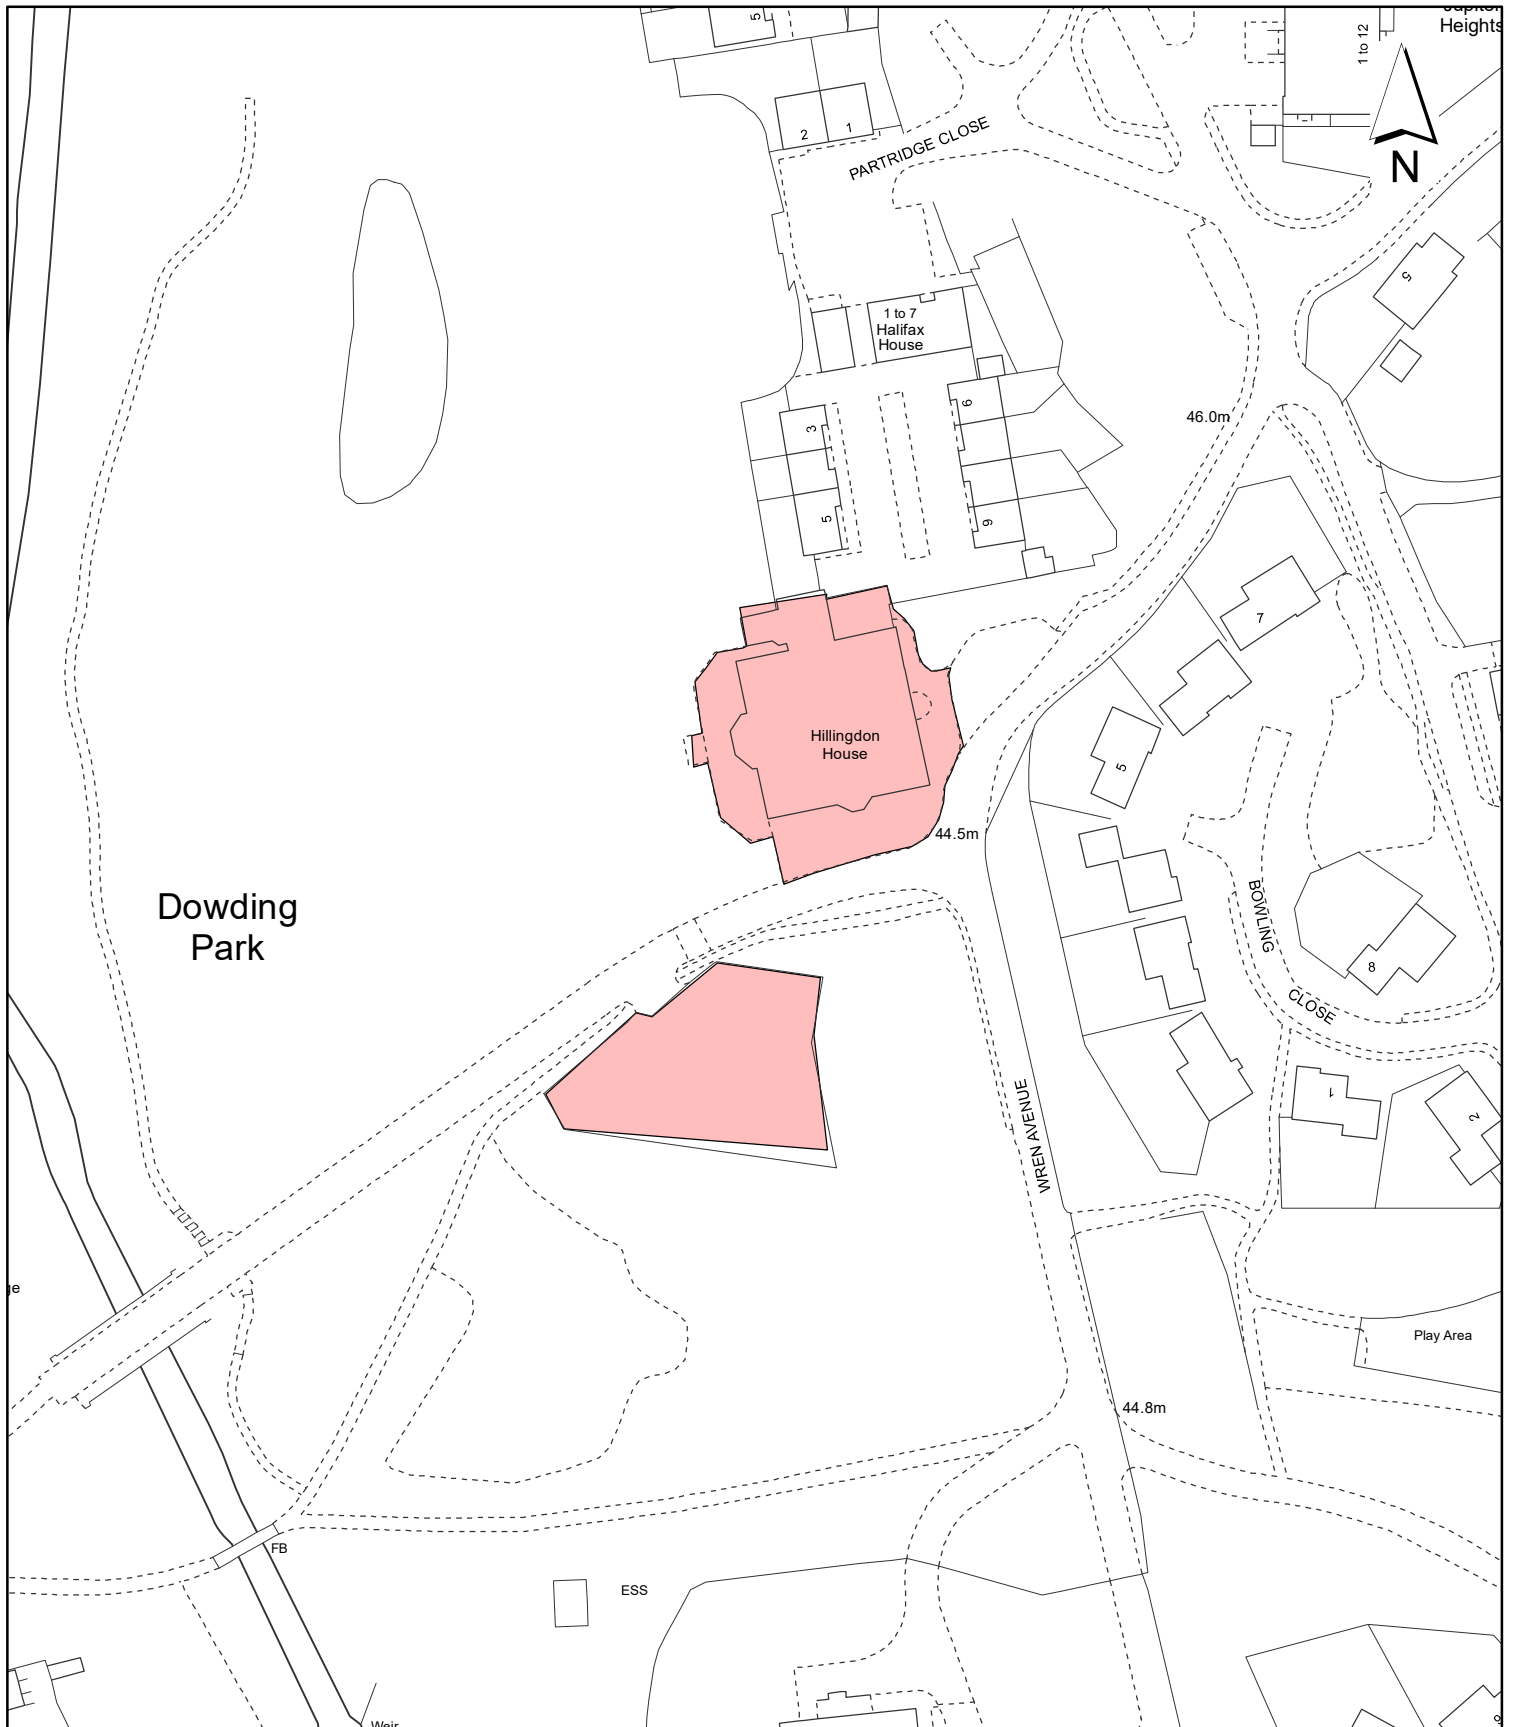 5
Heights
1 to 12
N
2
1
PARTRIDGE CLOSE
5
1 to 7
Halifax
House
3
6
46.0m
5
9
7
Hillingdon
House
5
44.5m
Dowding
Park
BOWLING
CLOSE
8
WREN AVENUE
1
2
Play Area
44.8m
FB
ESS
Weir